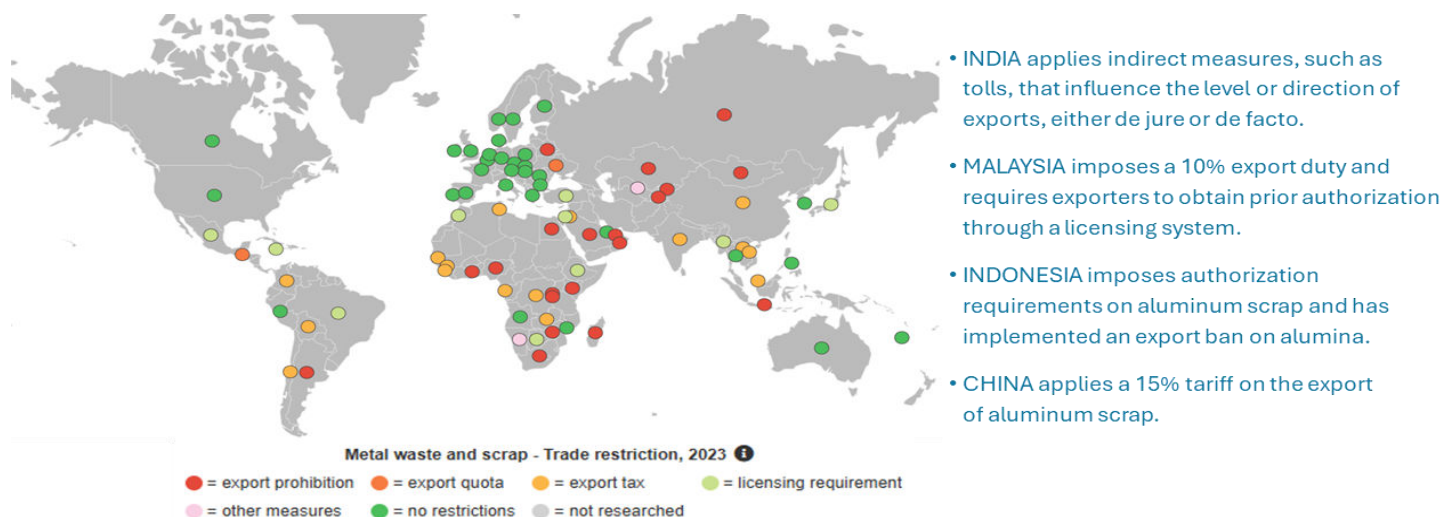 • INDIA applies indirect measures, such as
tolls, that influence the level or direction of
exports, either de jure or de facto.
• MALAYSIA imposes a 10% export duty and
requires exporters to obtain prior authorization
through a licensing system.
• INDONESIA imposes authorization
requirements on aluminum scrap and has
implemented an export ban on alumina.
• CHINA applies a 15% tariff on the export
of aluminum scrap.
Metal waste and scrap - Trade restriction, 2023 i
= export prohibition = export quota = export tax = licensing requirement
= other measures = no restrictions = not researched